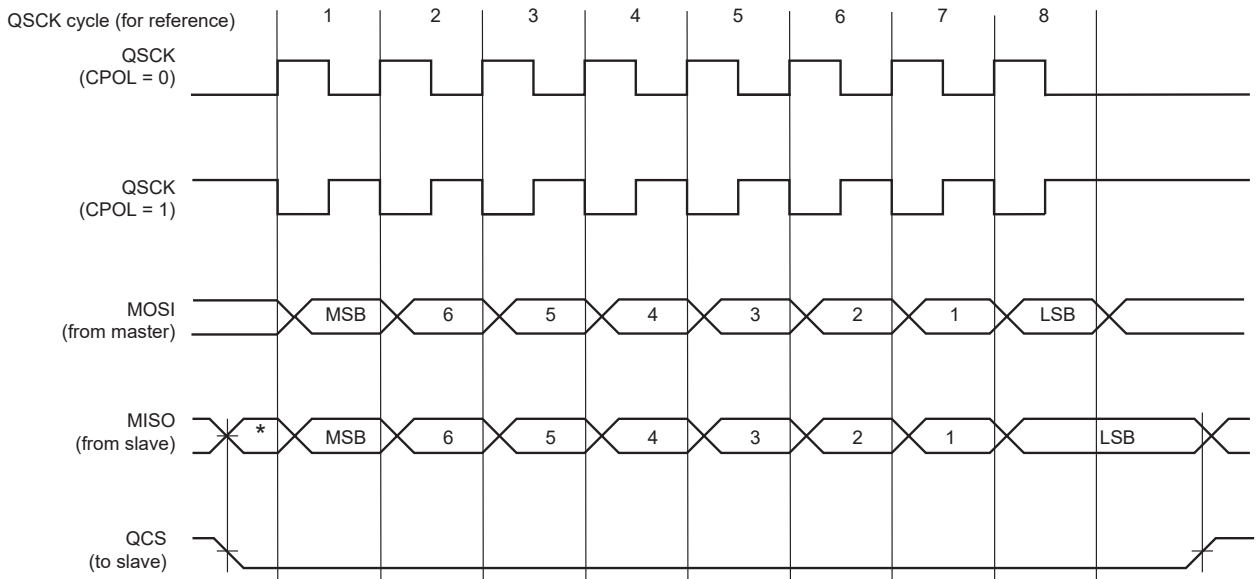 QSCK cycle (for reference) 1 2 3 4 5 6 7 8
QSCK
(CPOL = 0)
QSCK
(CPOL = 1)
MOSI
(from master)
MSB 6 5 4 3 2 1 LSB
MISO
(from slave)
* MSB 6 5 4 3 2 1 LSB
QCS
(to slave)